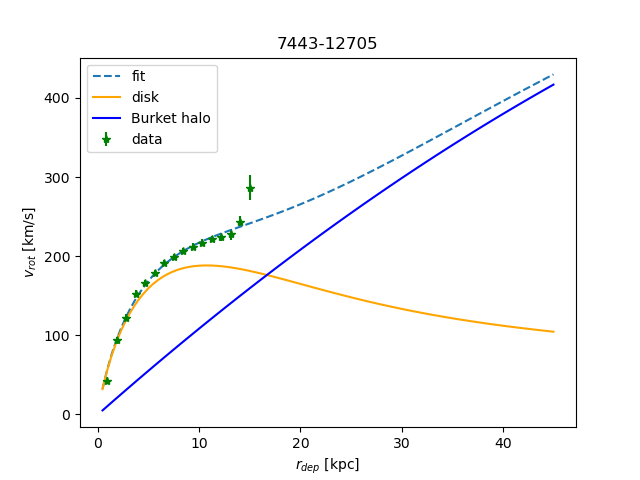 7443-12705
fit
disk
Burket halo
data
400
300
200
100
0
v_rot [km/s]
0 10 20 30 40
r_dep [kpc]